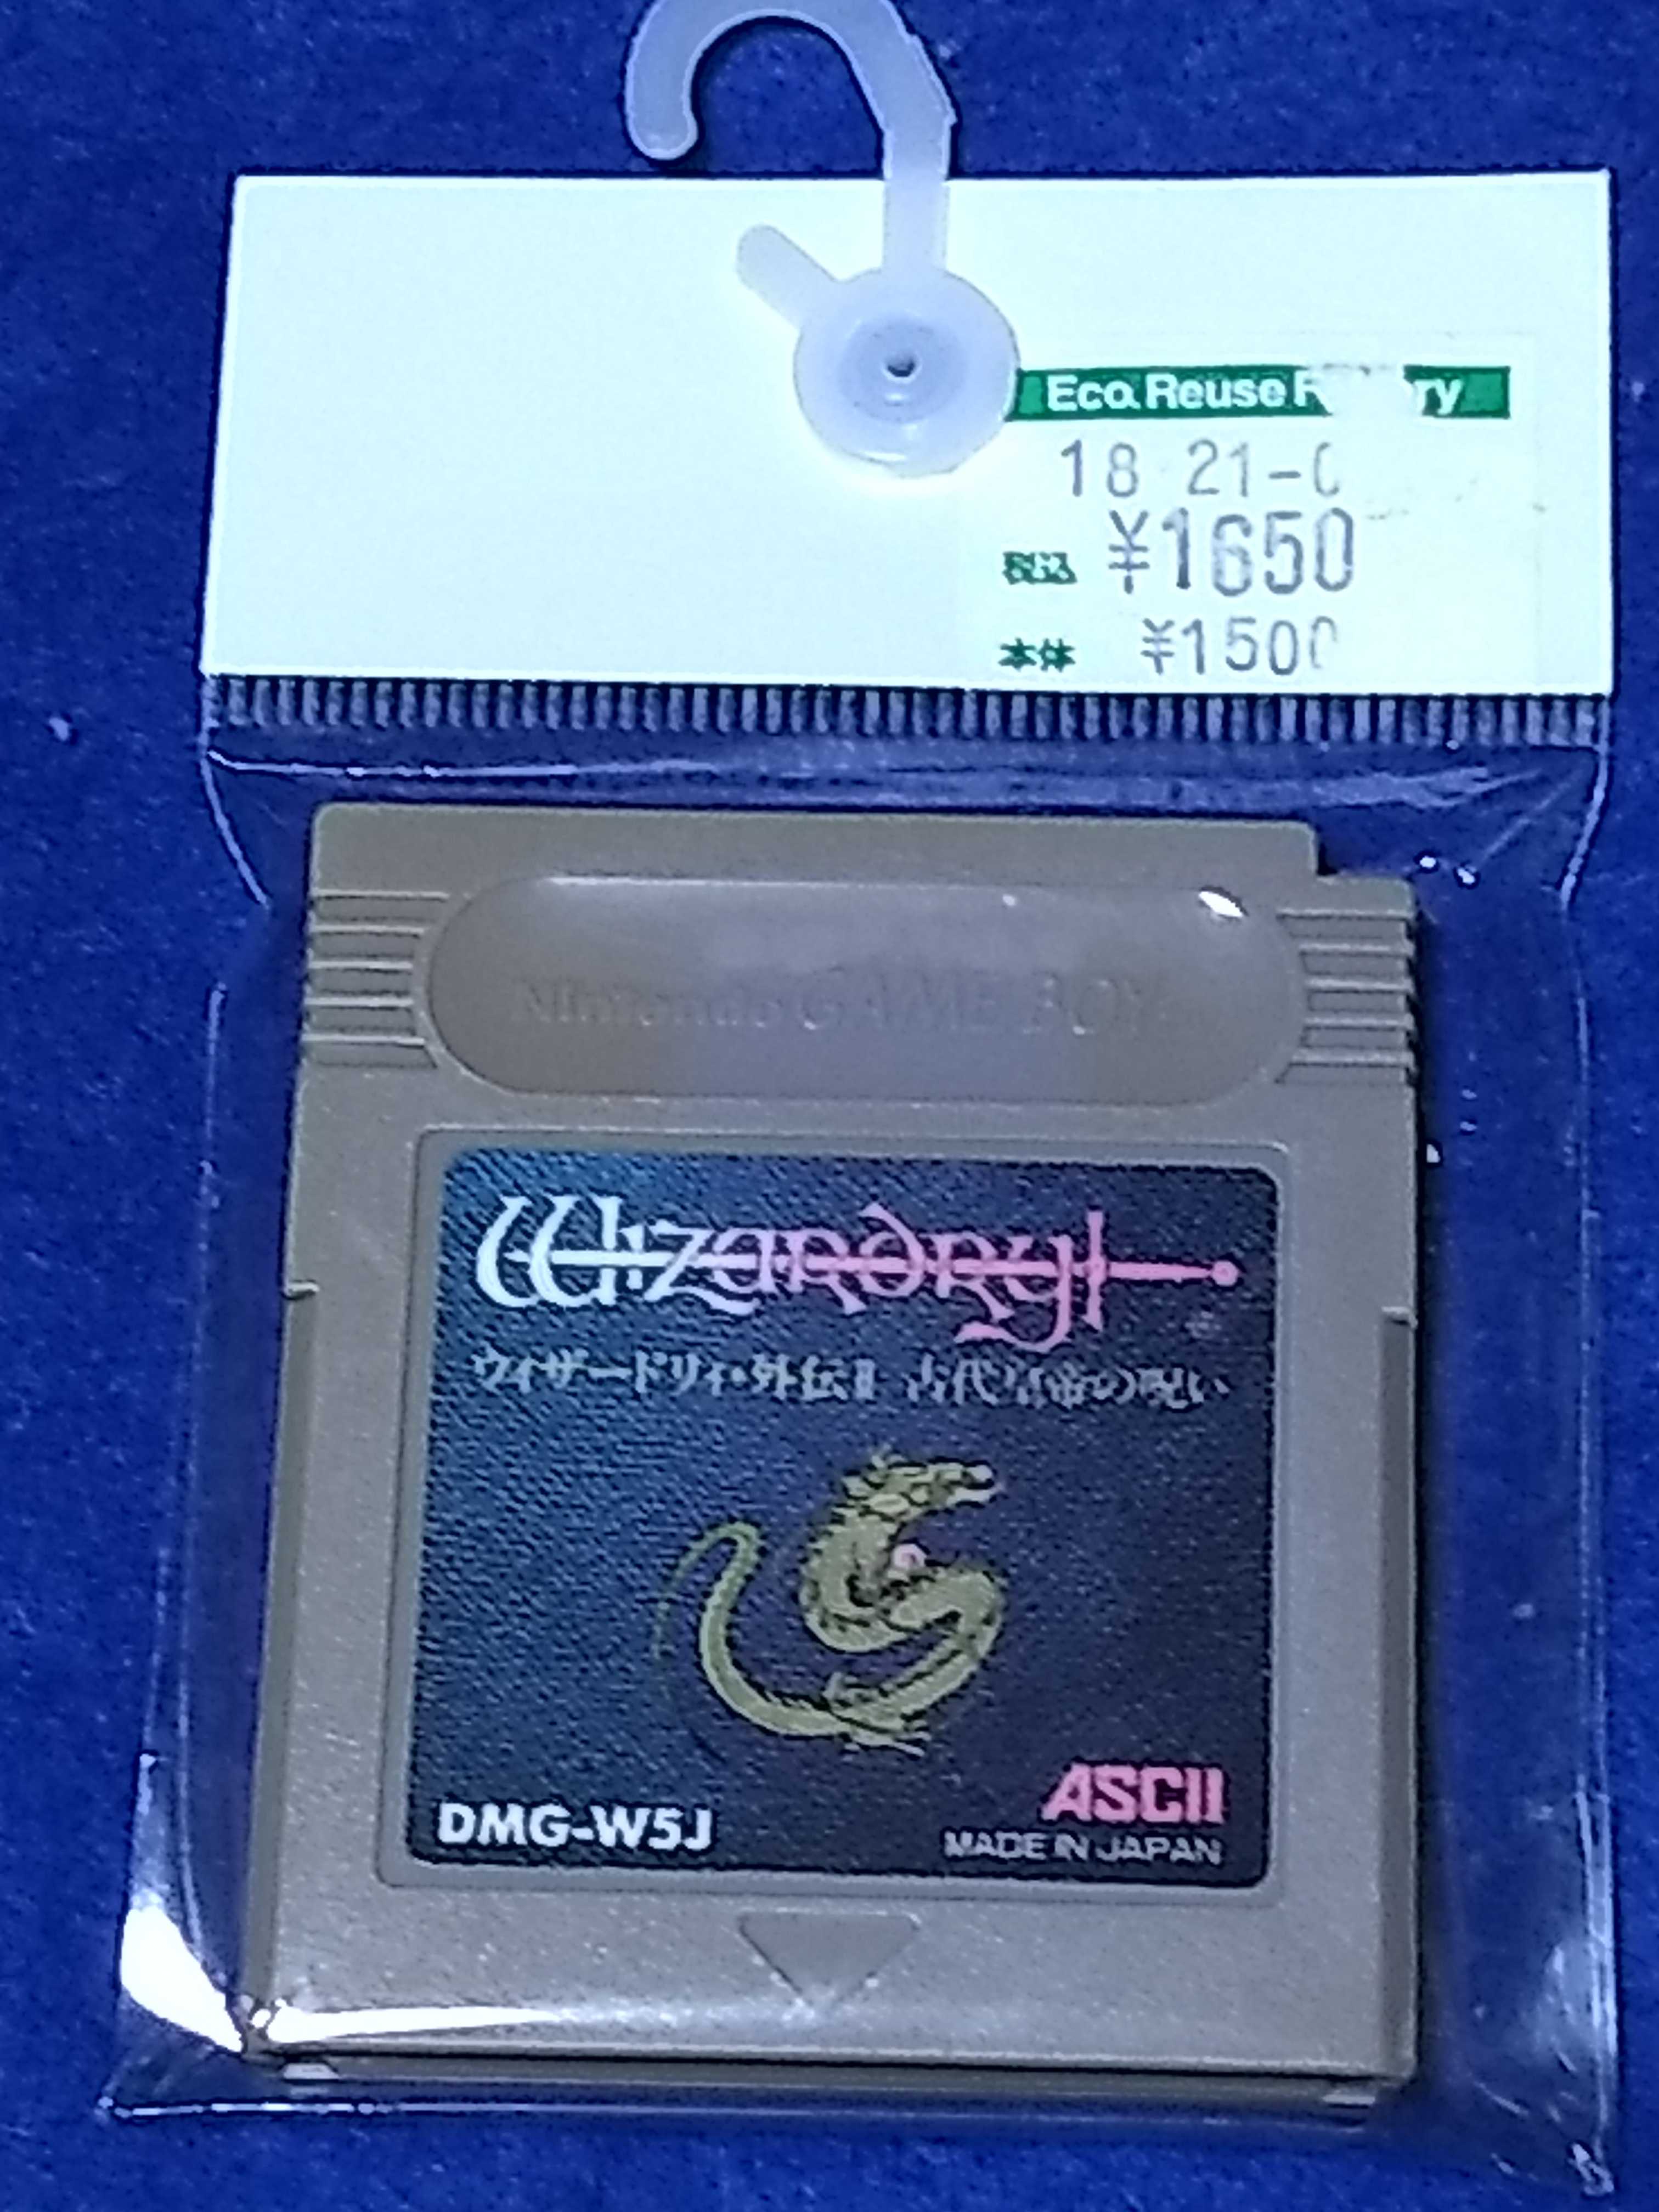 Eco.Reuse
18 21-0
税込 ¥1650
本体 ¥1500
Nintendo GAME BOY
Wizardry
ウィザードリィ・外伝II 古代皇帝の呪い
DMG-W5J
ASCII
MADE IN JAPAN